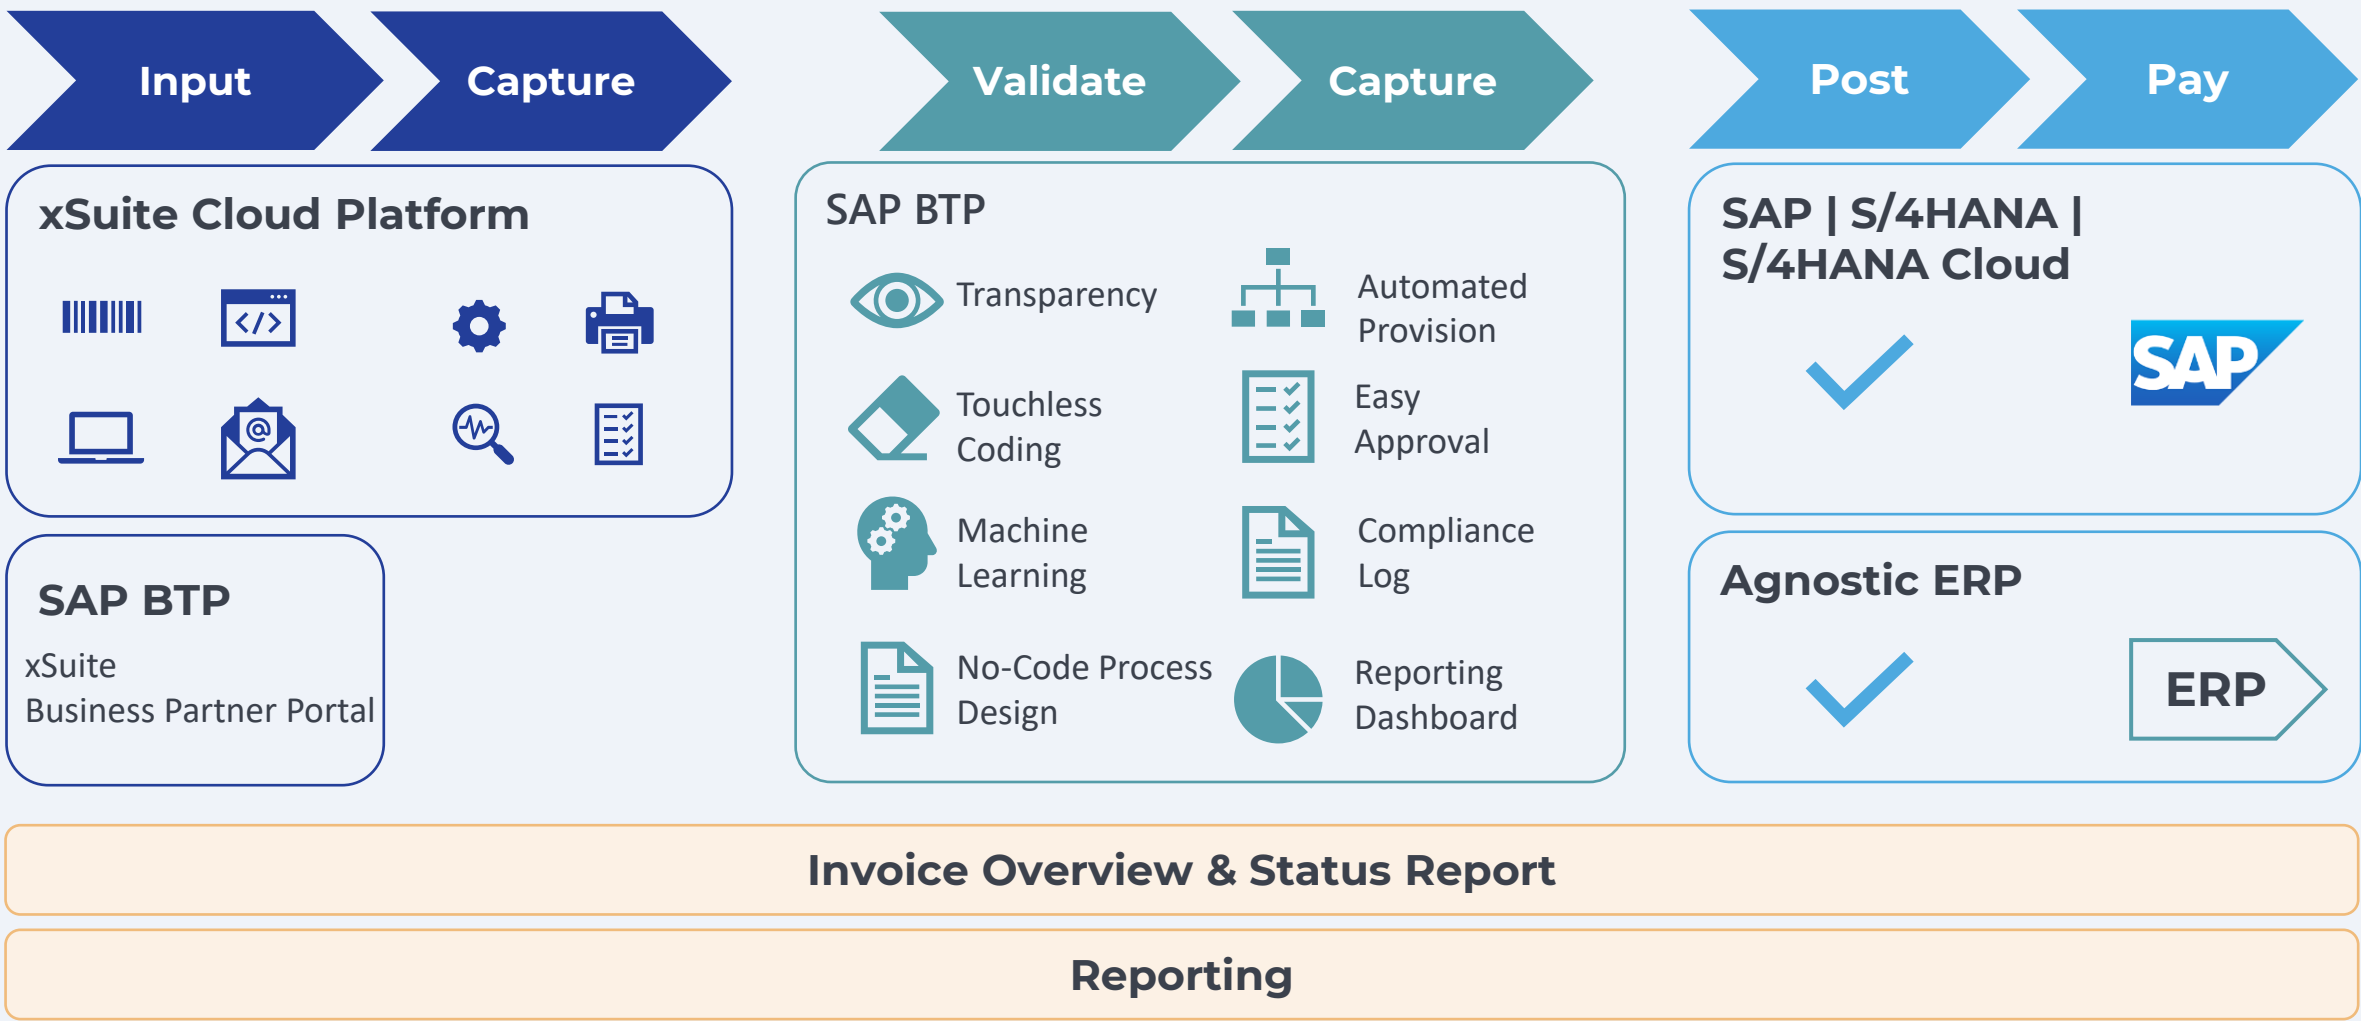 Input
Capture
Validate
Capture
Post
Pay
xSuite Cloud Platform
@
</>
SAP BTP
xSuite
Business Partner Portal
SAP BTP
Transparency
Automated
Provision
Touchless
Coding
Easy
Approval
Machine
Learning
Compliance
Log
No-Code Process
Design
Reporting
Dashboard
SAP | S/4HANA |
S/4HANA Cloud
SAP
Agnostic ERP
ERP
Invoice Overview & Status Report
Reporting